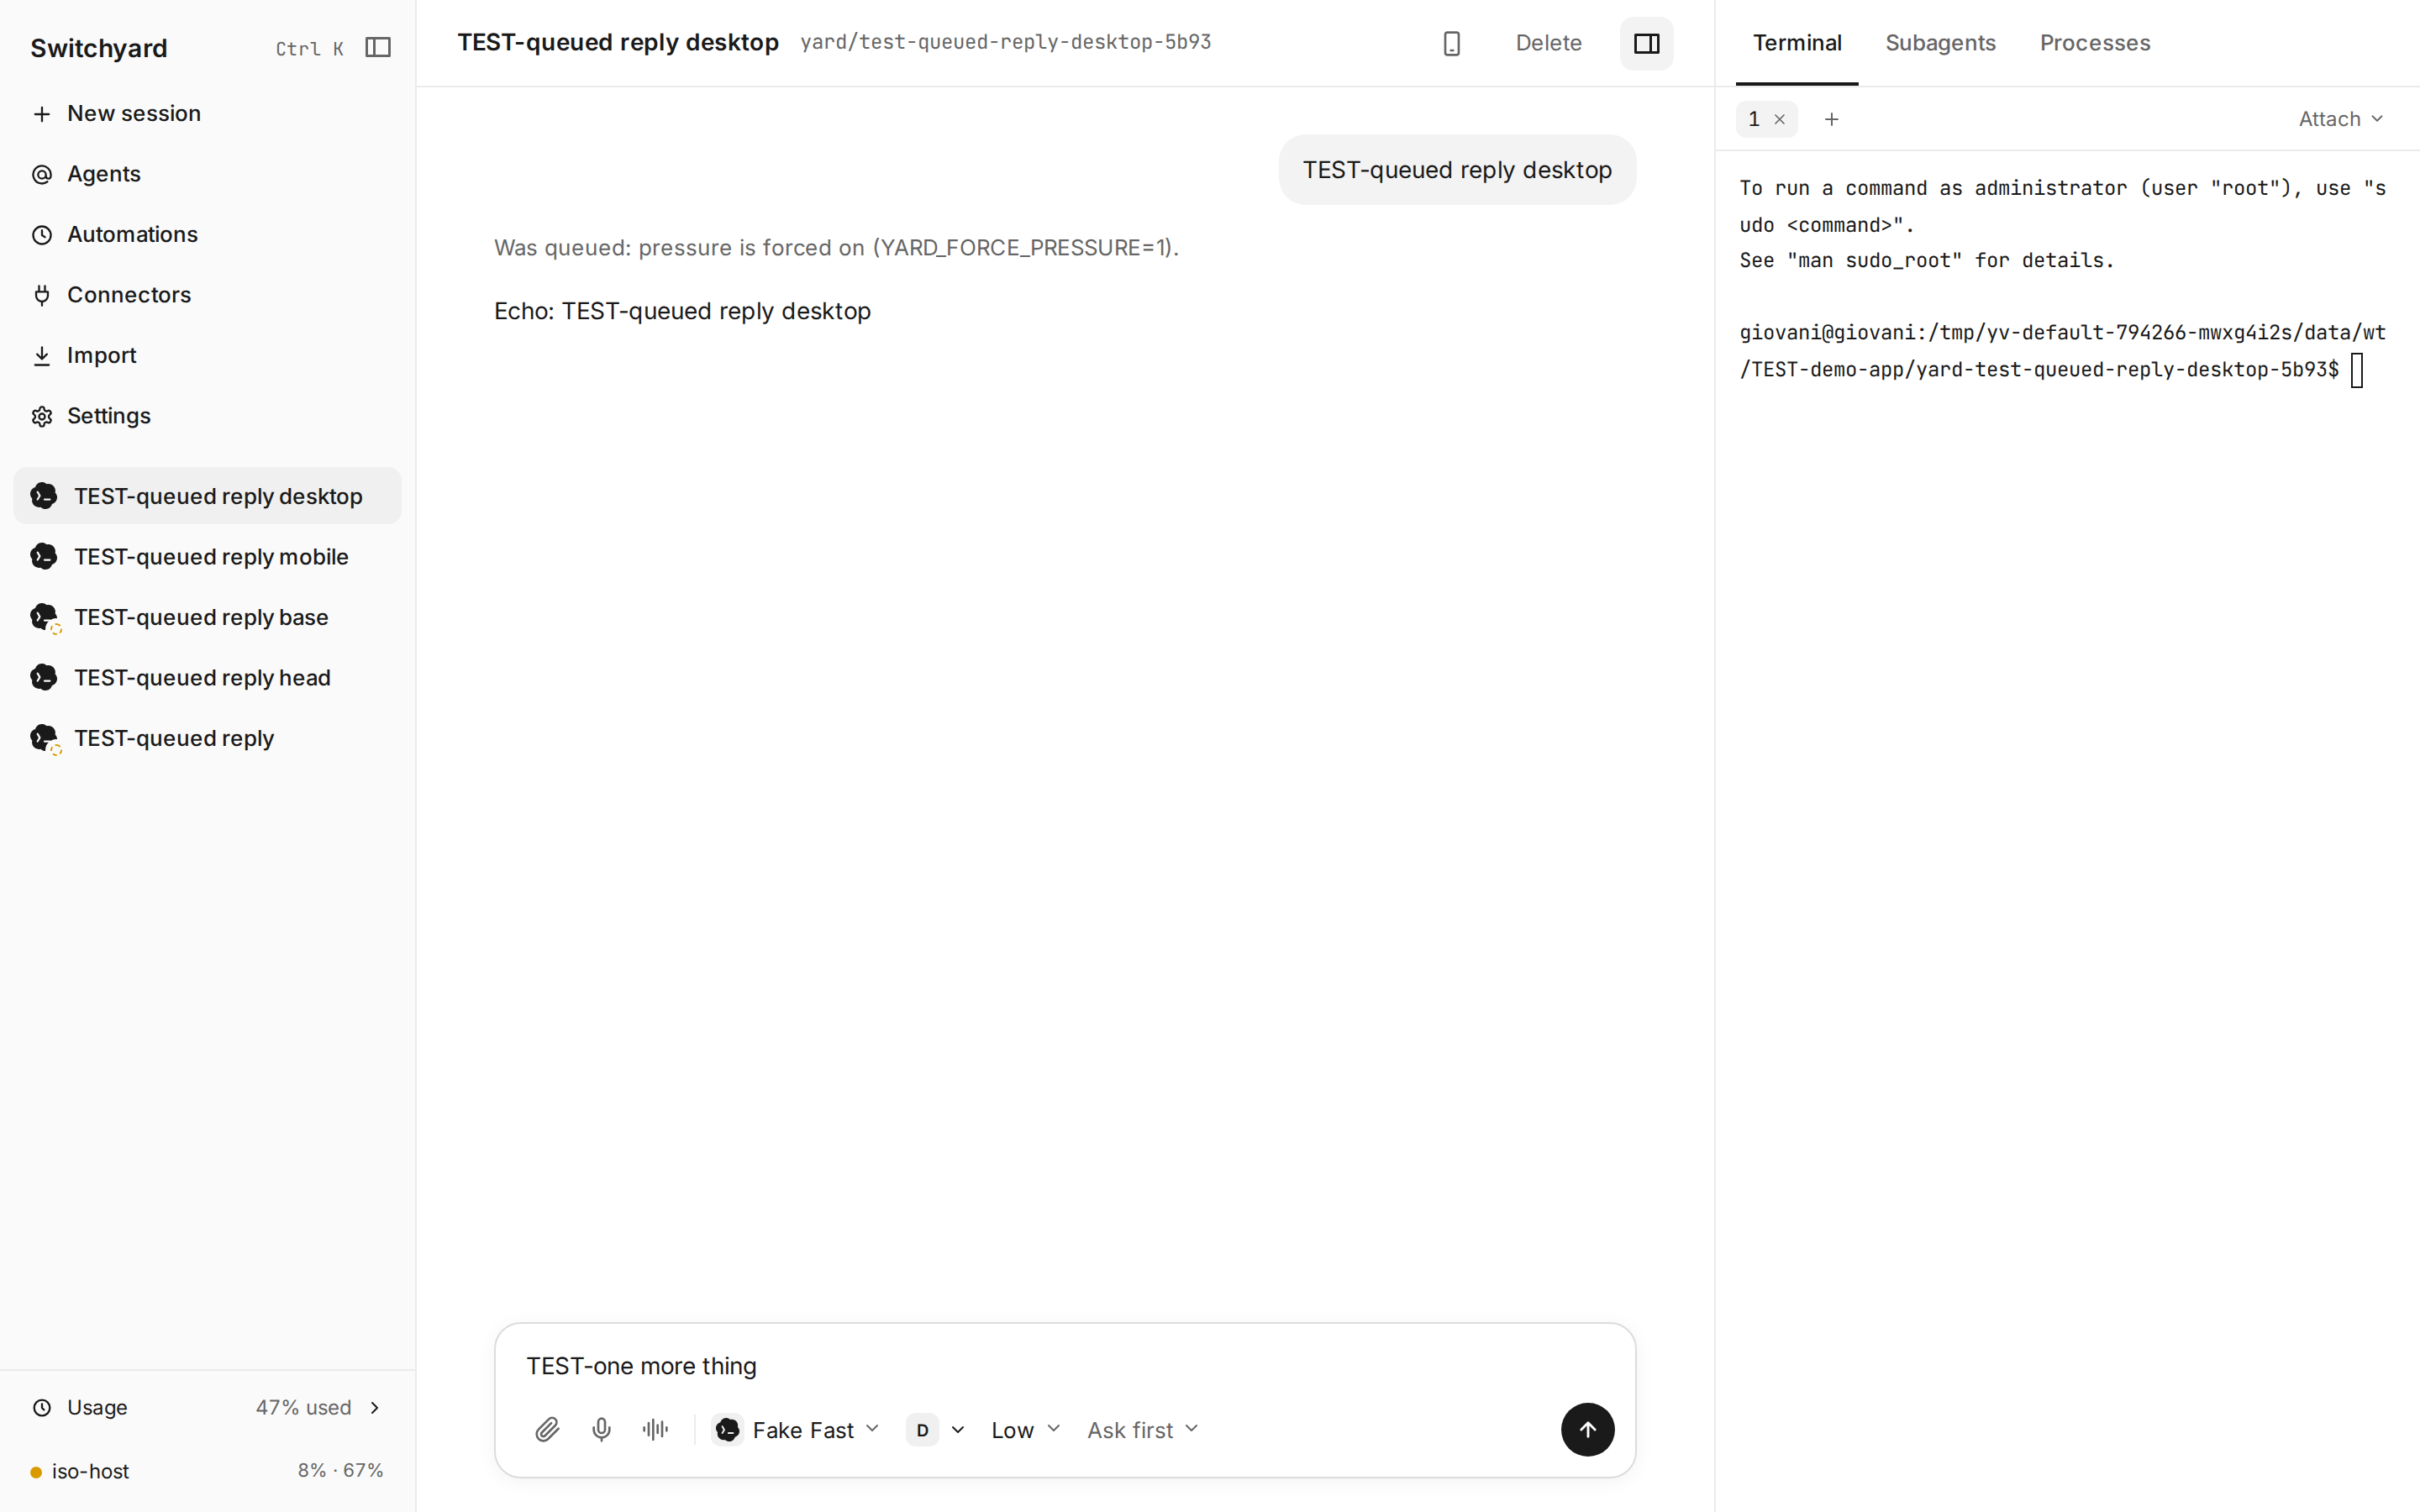 Switchyard
Ctrl K
New session
Agents
Automations
Connectors
Import
Settings
TEST-queued reply desktop
TEST-queued reply mobile
TEST-queued reply base
TEST-queued reply head
TEST-queued reply
Usage
47% used
iso-host
8% · 67%
TEST-queued reply desktop
yard/test-queued-reply-desktop-5b93
Delete
TEST-queued reply desktop
Was queued: pressure is forced on (YARD_FORCE_PRESSURE=1).
Echo: TEST-queued reply desktop
TEST-one more thing
Fake Fast
D
Low
Ask first
Terminal
Subagents
Processes
1
Attach
To run a command as administrator (user "root"), use "s
udo <command>".
See "man sudo_root" for details.
giovani@giovani:/tmp/yv-default-794266-mwxg4i2s/data/wt
/TEST-demo-app/yard-test-queued-reply-desktop-5b93$